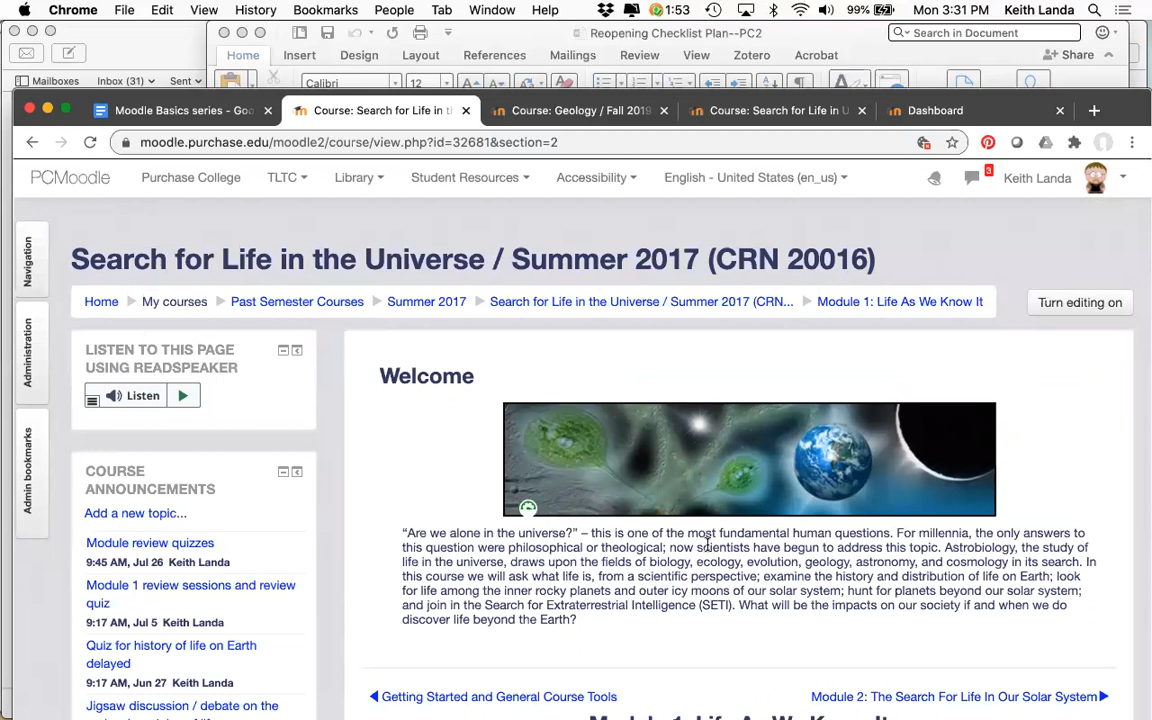 Chrome File Edit View History Bookmarks People Tab Window Help 1:53 99% Mon 3:31 PM Keith Landa
Reopening Checklist Plan--PC2
Search in Document
Home Insert Design Layout References Mailings Review View Zotero Acrobat Share
Mailboxes Inbox (31) Sent
Calibri 12
Moodle Basics series - Goo
Course: Search for Life in th
Course: Geology / Fall 2019
Course: Search for Life in U
Dashboard
moodle.purchase.edu/moodle2/course/view.php?id=32681&section=2
PCMoodle Purchase College TLTC Library Student Resources Accessibility English - United States (en_us) 3 Keith Landa
Navigation
Administration
Admin bookmarks
Search for Life in the Universe / Summer 2017 (CRN 20016)
Home My courses Past Semester Courses Summer 2017 Search for Life in the Universe / Summer 2017 (CRN... Module 1: Life As We Know It
Turn editing on
LISTEN TO THIS PAGE
USING READSPEAKER
Listen
COURSE
ANNOUNCEMENTS
Add a new topic...
Module review quizzes
9:45 AM, Jul 26 Keith Landa
Module 1 review sessions and review
quiz
9:17 AM, Jul 5 Keith Landa
Quiz for history of life on Earth
delayed
9:17 AM, Jun 27 Keith Landa
Jigsaw discussion / debate on the
Welcome
“Are we alone in the universe?” – this is one of the most fundamental human questions. For millennia, the only answers to
this question were philosophical or theological; now scientists have begun to address this topic. Astrobiology, the study of
life in the universe, draws upon the fields of biology, ecology, evolution, geology, astronomy, and cosmology in its search. In
this course we will ask what life is, from a scientific perspective; examine the history and distribution of life on Earth; look
for life among the inner rocky planets and outer icy moons of our solar system; hunt for planets beyond our solar system;
and join in the Search for Extraterrestrial Intelligence (SETI). What will be the impacts on our society if and when we do
discover life beyond the Earth?
Getting Started and General Course Tools
Module 2: The Search For Life In Our Solar System
Module 1: Life As We Know It